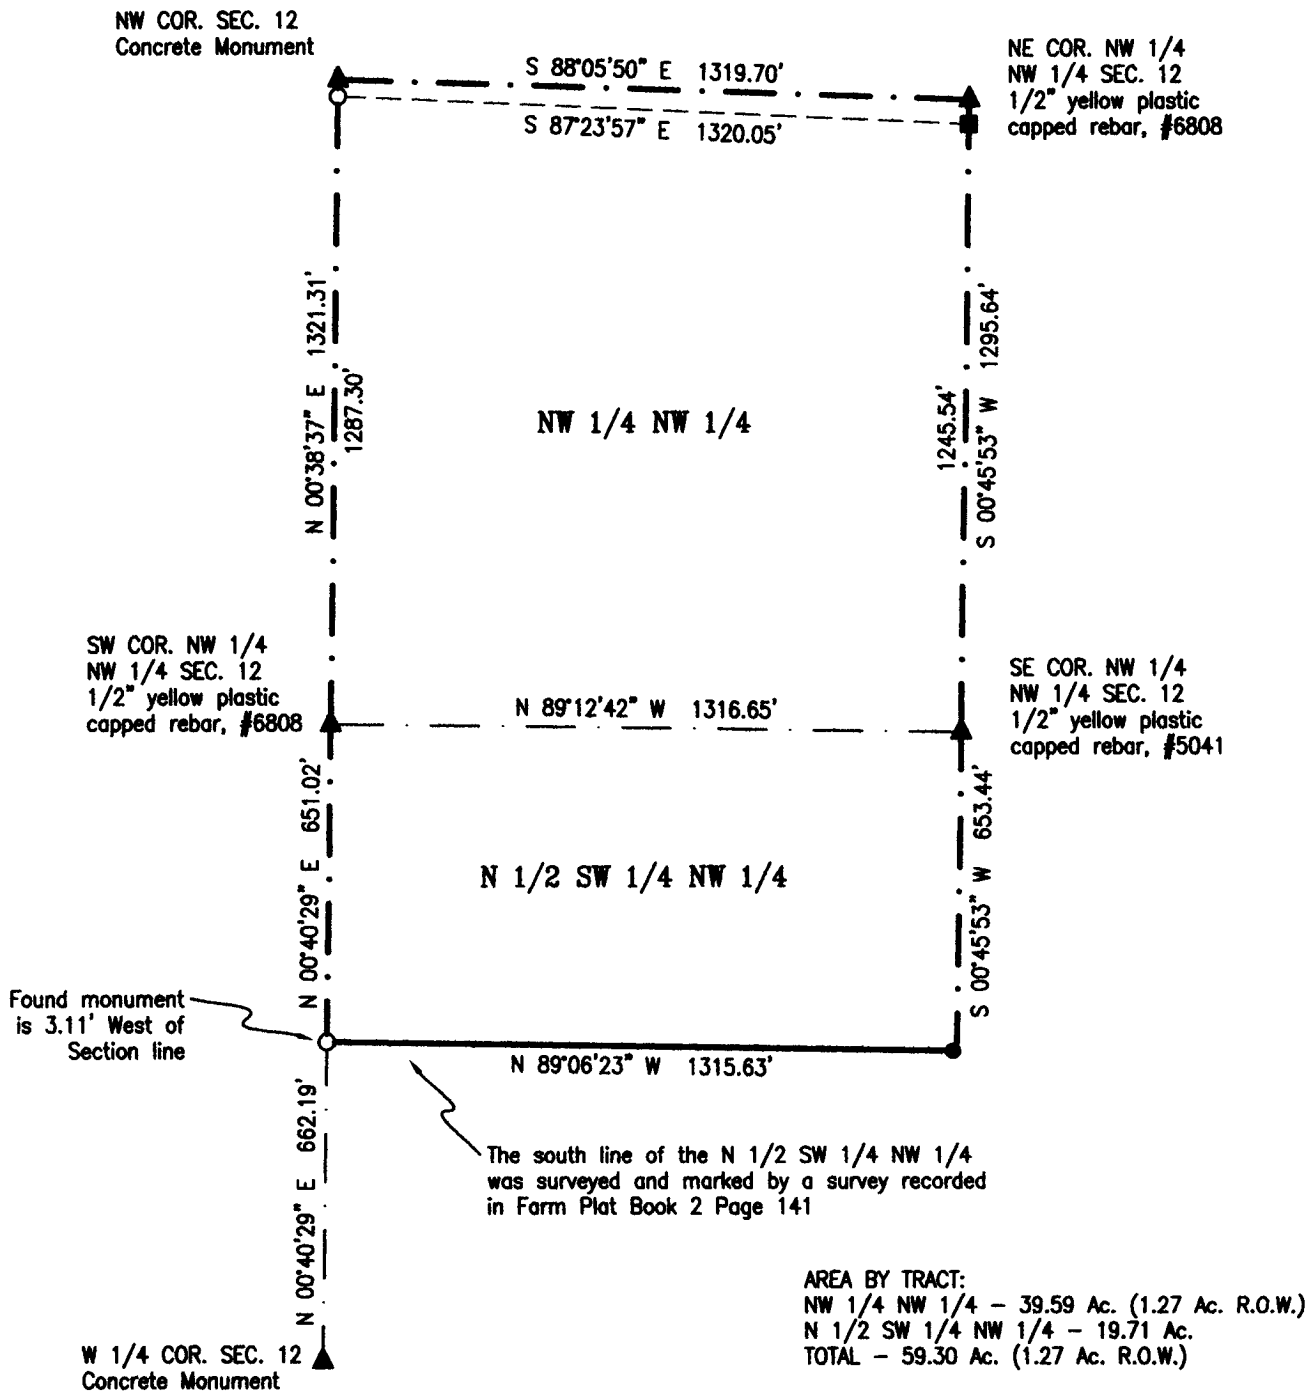 NW COR. SEC. 12
Concrete Monument
S 88°05'50" E 1319.70'
S 87°23'57" E 1320.05'
NE COR. NW 1/4
NW 1/4 SEC. 12
1/2" yellow plastic
capped rebar, #6808
N 00°38'37" E 1321.31'
1287.30'
NW 1/4 NW 1/4
1245.54'
S 00°45'53" W 1295.64'
SW COR. NW 1/4
NW 1/4 SEC. 12
1/2" yellow plastic
capped rebar, #6808
N 89°12'42" W 1316.65'
SE COR. NW 1/4
NW 1/4 SEC. 12
1/2" yellow plastic
capped rebar, #5041
N 00°40'29" E 651.02'
N 1/2 SW 1/4 NW 1/4
S 00°45'53" W 653.44'
Found monument
is 3.11' West of
Section line
N 89°06'23" W 1315.63'
N 00°40'29" E 662.19'
The south line of the N 1/2 SW 1/4 NW 1/4
was surveyed and marked by a survey recorded
in Farm Plat Book 2 Page 141
AREA BY TRACT:
NW 1/4 NW 1/4 - 39.59 Ac. (1.27 Ac. R.O.W.)
N 1/2 SW 1/4 NW 1/4 - 19.71 Ac.
TOTAL - 59.30 Ac. (1.27 Ac. R.O.W.)
W 1/4 COR. SEC. 12
Concrete Monument